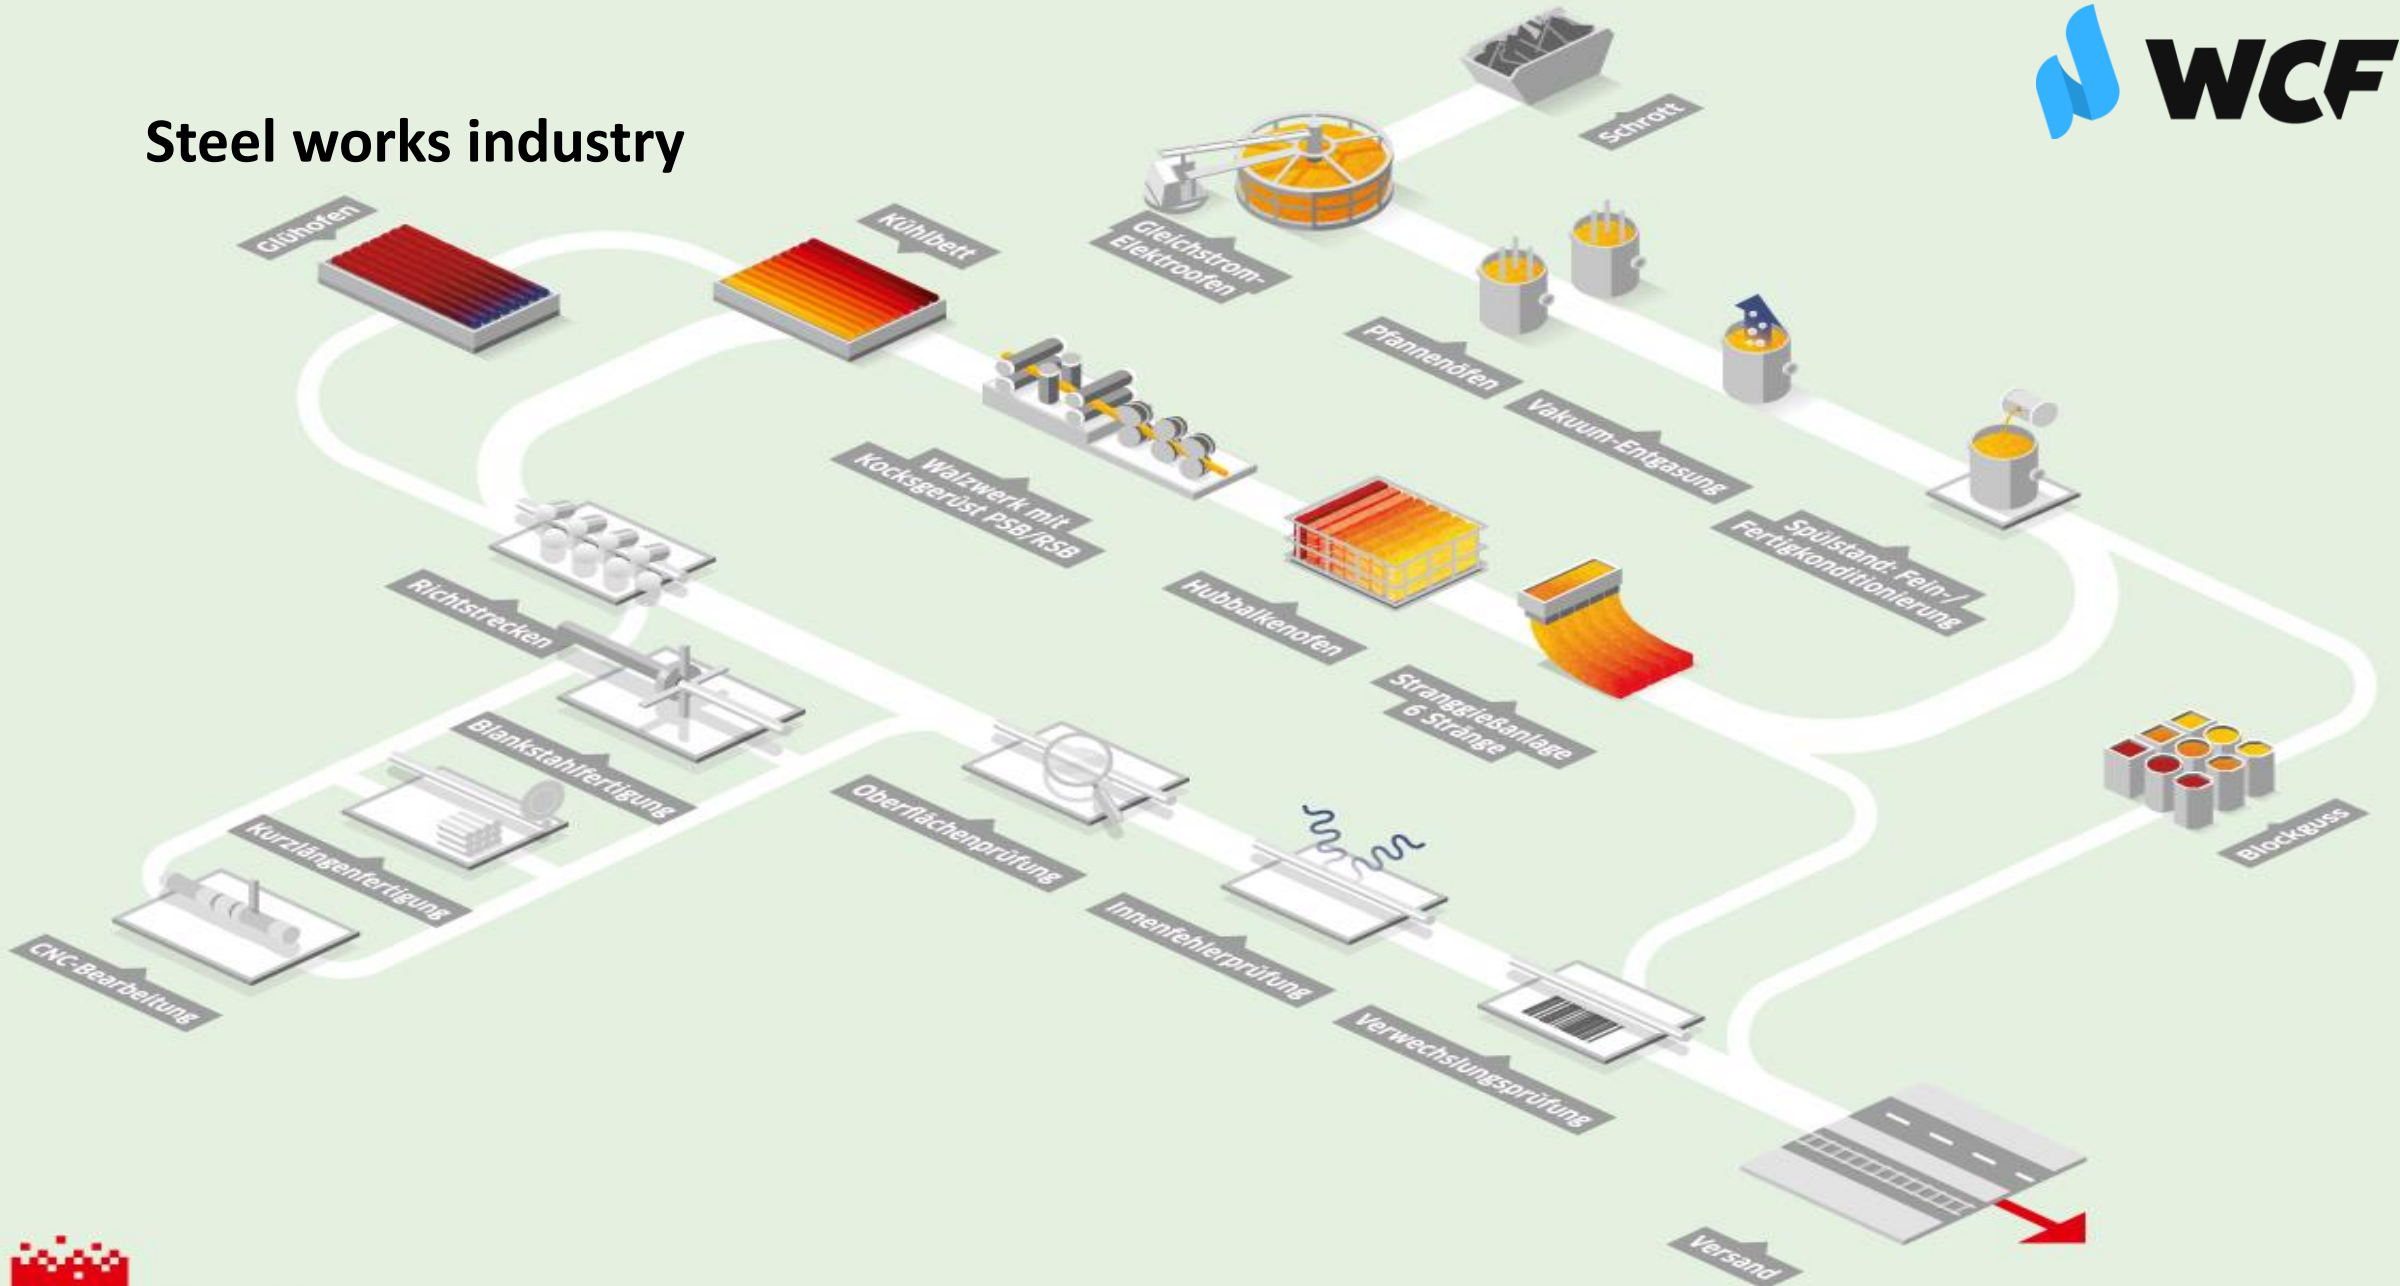 WCF
Steel works industry
Schrott
Glühofen
Kühlbett
Gleichstrom-
Elektroofen
Pfannenöfen
Vakuum-Entgasung
Spülstand: Fein-/
Fertigkonditionierung
Walzwerk mit
Kocksgerüst PSB/RSB
Hubbalkenofen
Stranggießanlage
6 Stränge
Richtstrecken
Blankstahlfertigung
Kurzlängenfertigung
CNC-Bearbeitung
Oberflächenprüfung
Innenfehlerprüfung
Verwechslungsprüfung
Blockguss
Versand